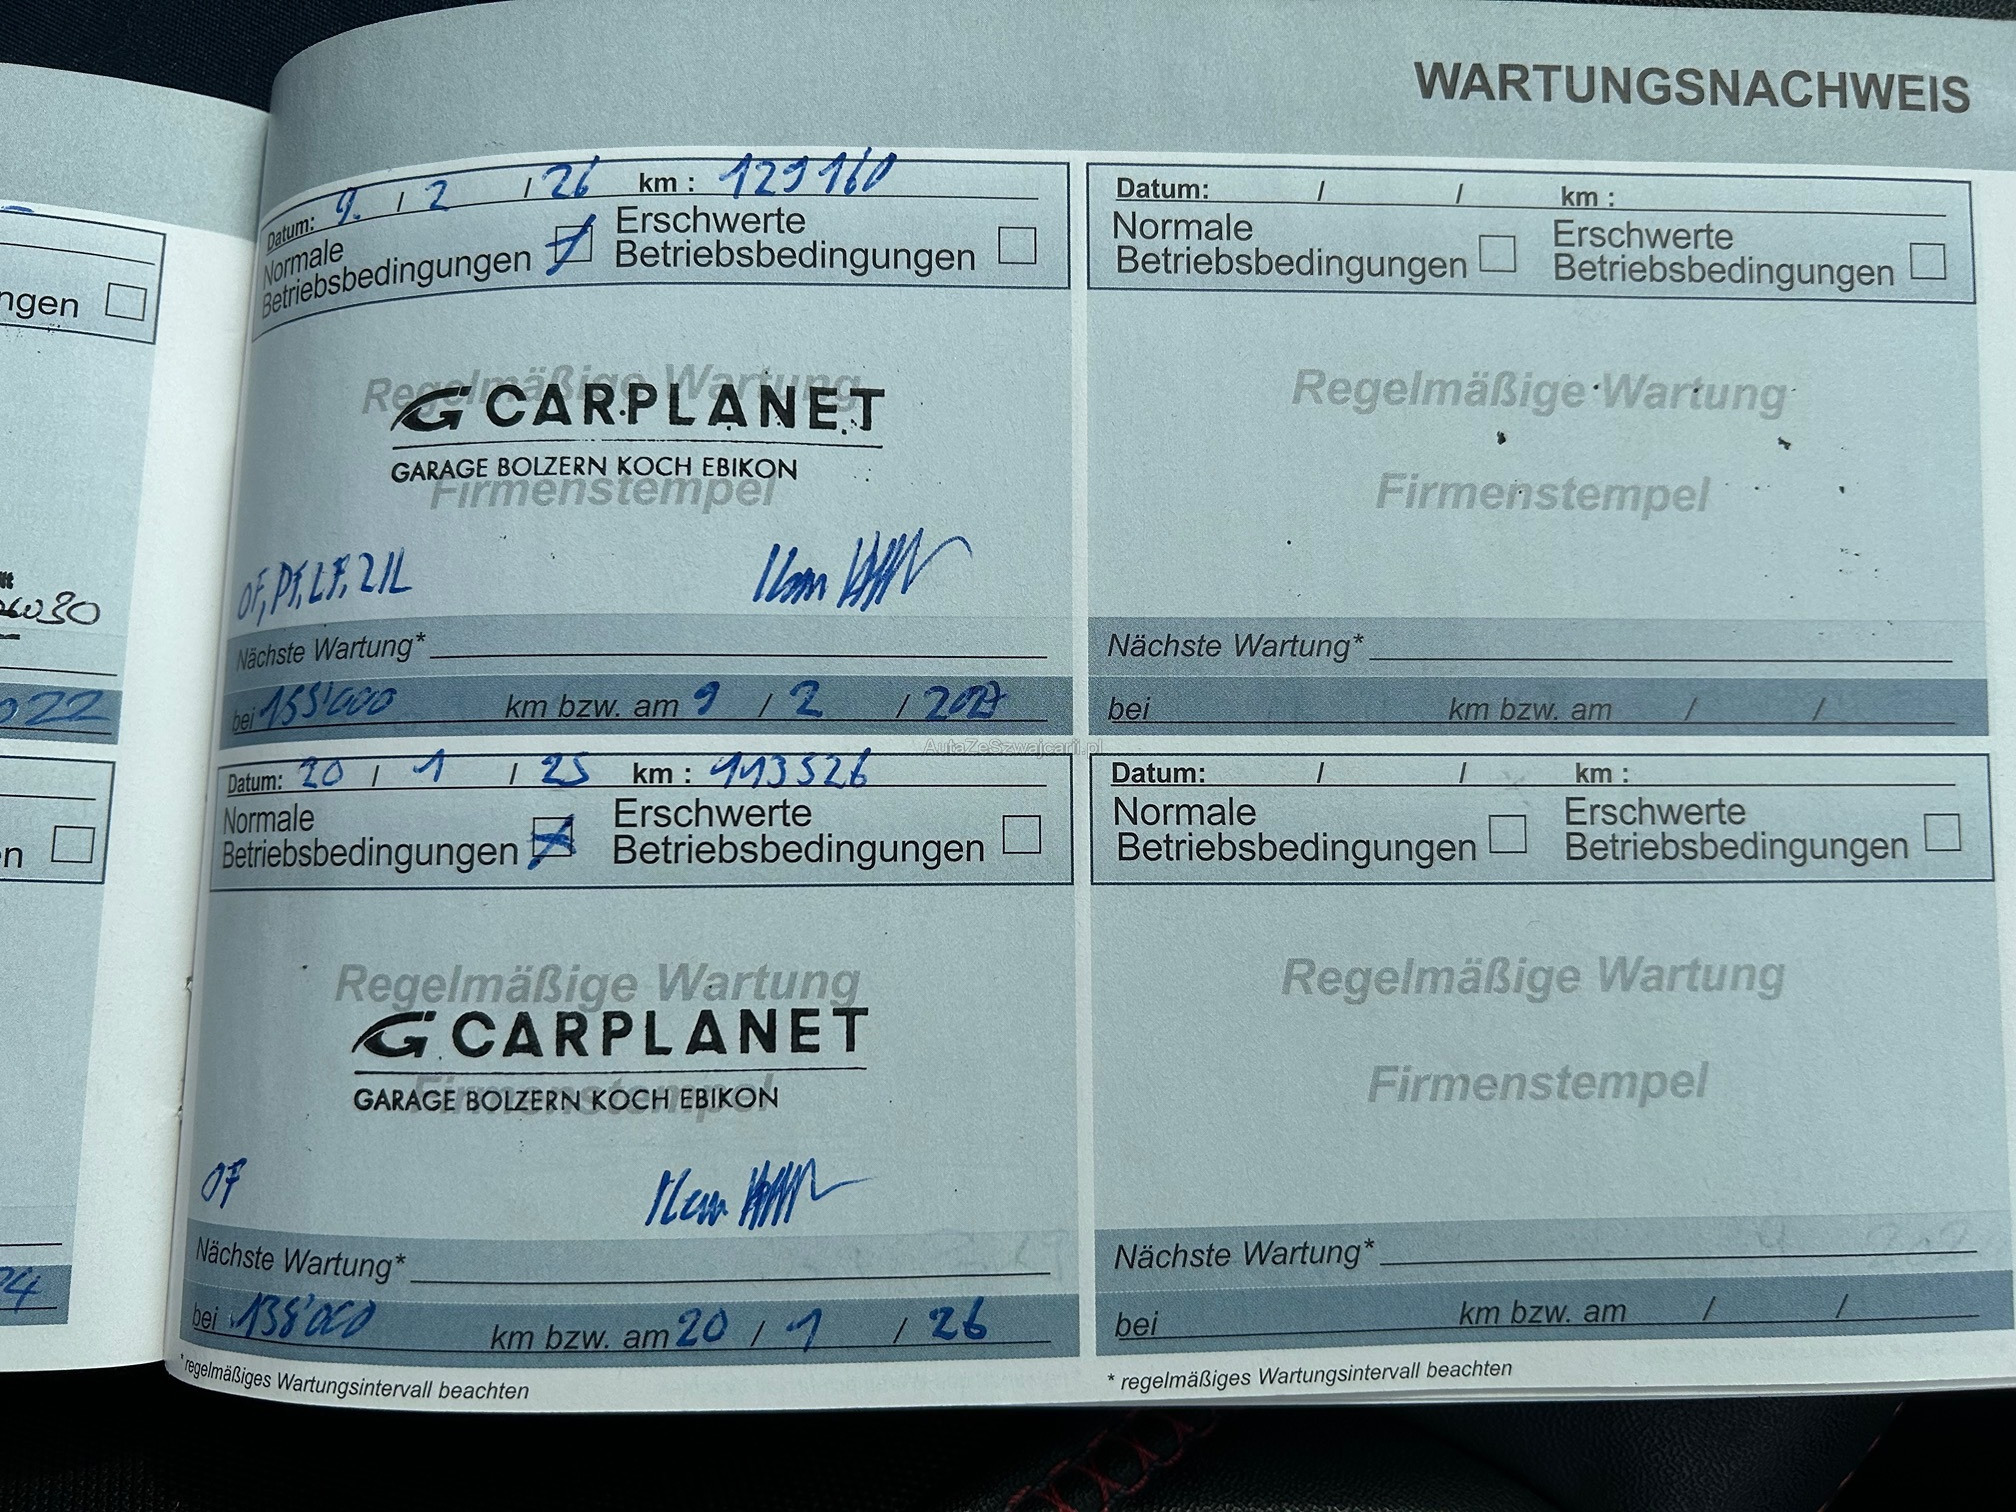 WARTUNGSNACHWEIS
Datum: 9. / 2 / 26 km : 129160
Normale Betriebsbedingungen
Erschwerte Betriebsbedingungen
Regelmäßige Wartung
CARPLANET
GARAGE BOLZERN KOCH EBIKON
Firmenstempel
OF, Pf, LF,
Nächste Wartung*
bei km bzw. am 9 / 2 / 2027
Datum: 20 / 1 / 25 km : 113526
Normale Betriebsbedingungen
Erschwerte Betriebsbedingungen
Regelmäßige Wartung
CARPLANET
GARAGE BOLZERN KOCH EBIKON
Firmenstempel
OF
Nächste Wartung*
bei 138'000 km bzw. am 20 / 1 / 26
* regelmäßiges Wartungsintervall beachten
Datum: / / km :
Normale Betriebsbedingungen
Erschwerte Betriebsbedingungen
Regelmäßige Wartung
Firmenstempel
Nächste Wartung*
bei km bzw. am / /
Datum: / / km :
Normale Betriebsbedingungen
Erschwerte Betriebsbedingungen
Regelmäßige Wartung
Firmenstempel
Nächste Wartung*
bei km bzw. am / /
* regelmäßiges Wartungsintervall beachten
AutaZeSzwajcarii.pl